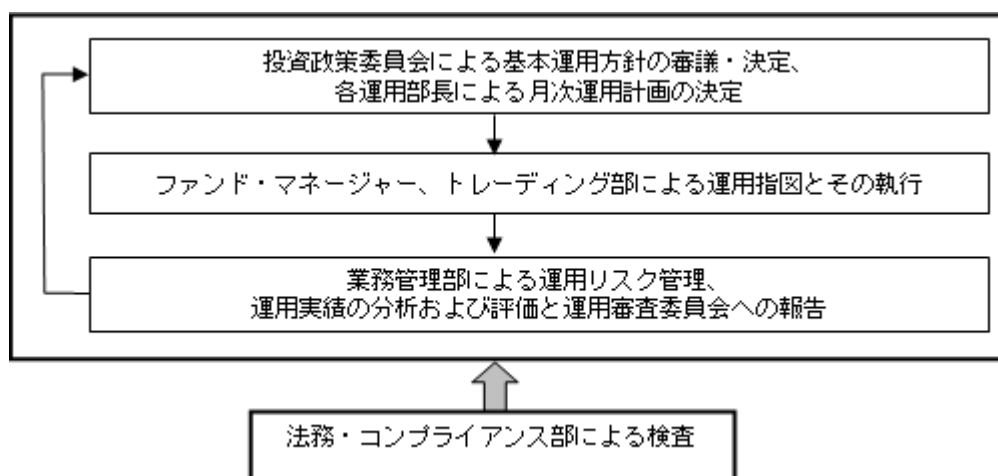 投資政策委員会による基本運用方針の審議・決定、
各運用部長による月次運用計画の決定
ファンド・マネージャー、トレーディング部による運用指図とその執行
業務管理部による運用リスク管理、
運用実績の分析および評価と運用審査委員会への報告
法務・コンプライアンス部による検査